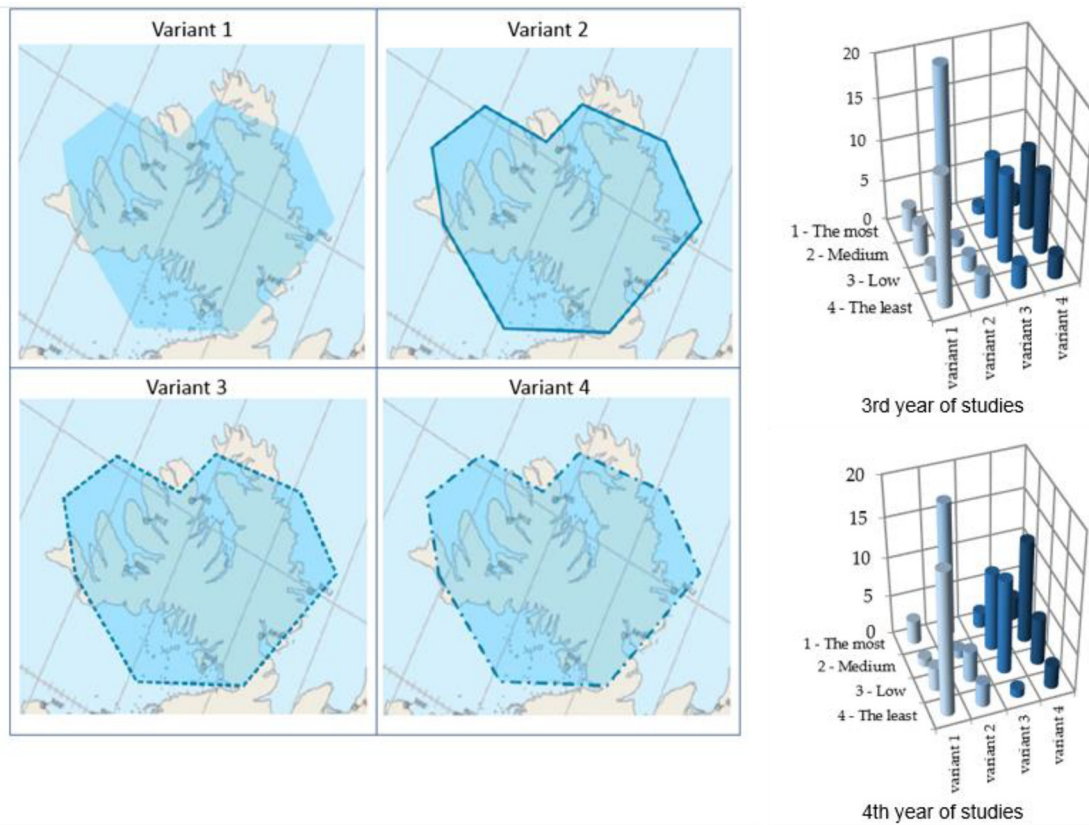 Variant 1
Variant 2
Variant 3
Variant 4
20
15
10
5
0
1 - The most
2 - Medium
3 - Low
4 - The least
variant 1
variant 2
variant 3
variant 4
3rd year of studies
20
15
10
5
0
1 - The most
2 - Medium
3 - Low
4 - The least
variant 1
variant 2
variant 3
variant 4
4th year of studies